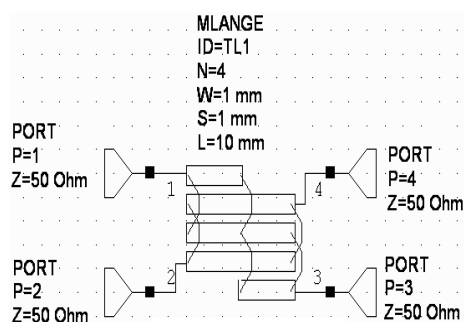 MLANGE
ID=TL1
N=4
W=1 mm
S=1 mm
L=10 mm
PORT
P=1
Z=50 Ohm
1
4
PORT
P=4
Z=50 Ohm
PORT
P=2
Z=50 Ohm
2
3
PORT
P=3
Z=50 Ohm